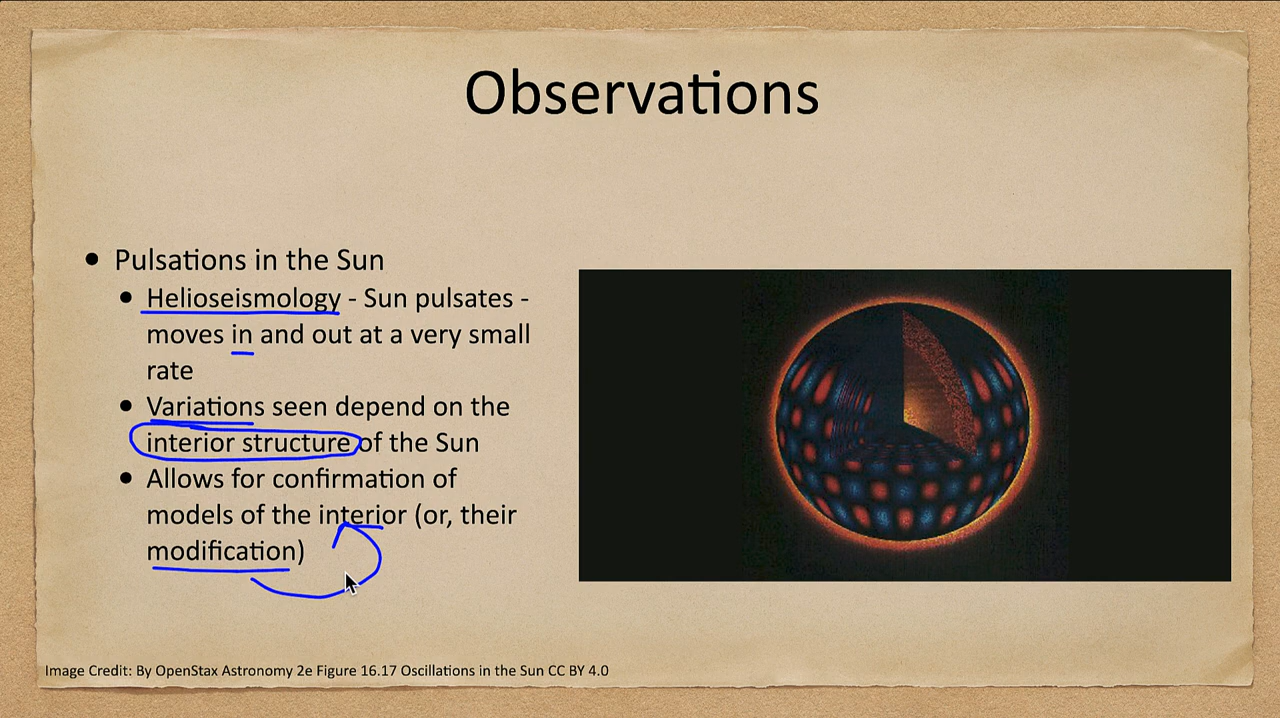 Observations
• Pulsations in the Sun
• Helioseismology - Sun pulsates -
moves in and out at a very small
rate
• Variations seen depend on the
interior structure of the Sun
• Allows for confirmation of
models of the interior (or, their
modification)
Image Credit: By OpenStax Astronomy 2e Figure 16.17 Oscillations in the Sun CC BY 4.0